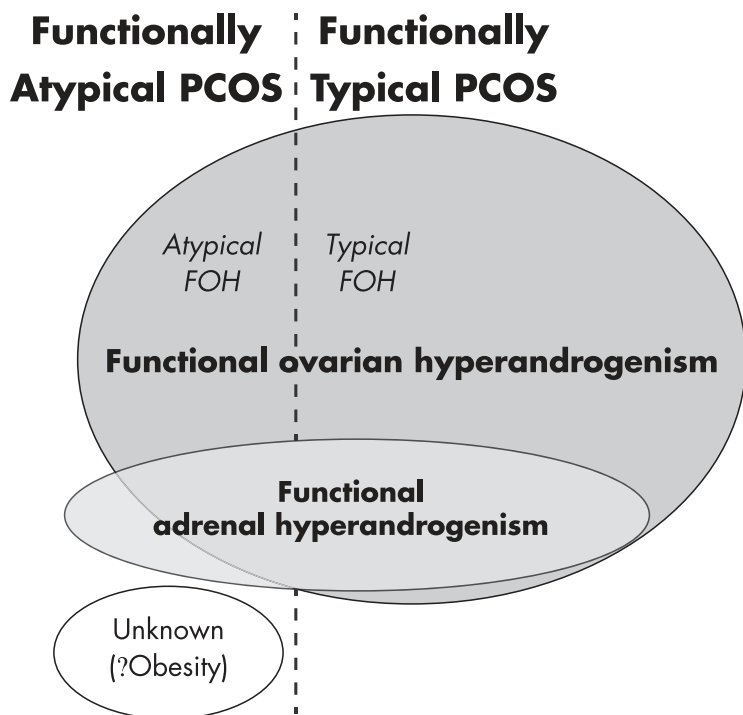 Functionally
Atypical PCOS
Functionally
Typical PCOS
Atypical
FOH
Typical
FOH
Functional ovarian hyperandrogenism
Functional
adrenal hyperandrogenism
Unknown
(?Obesity)